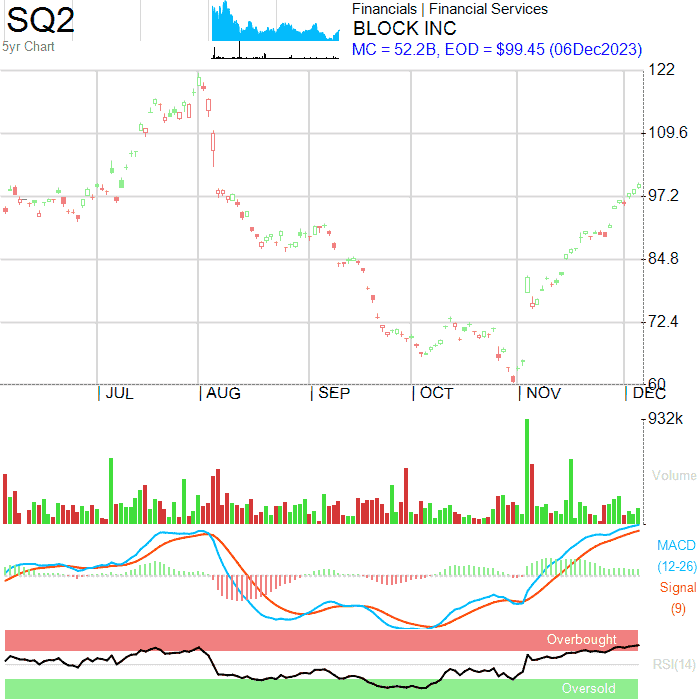 SQ2
5yr Chart
Financials | Financial Services
BLOCK INC
MC = 52.2B, EOD = $99.45 (06Dec2023)
122
109.6
97.2
84.8
72.4
60
JUL AUG SEP OCT NOV DEC
932k
Volume
MACD
(12-26)
Signal
(9)
Overbought
RSI(14)
Oversold